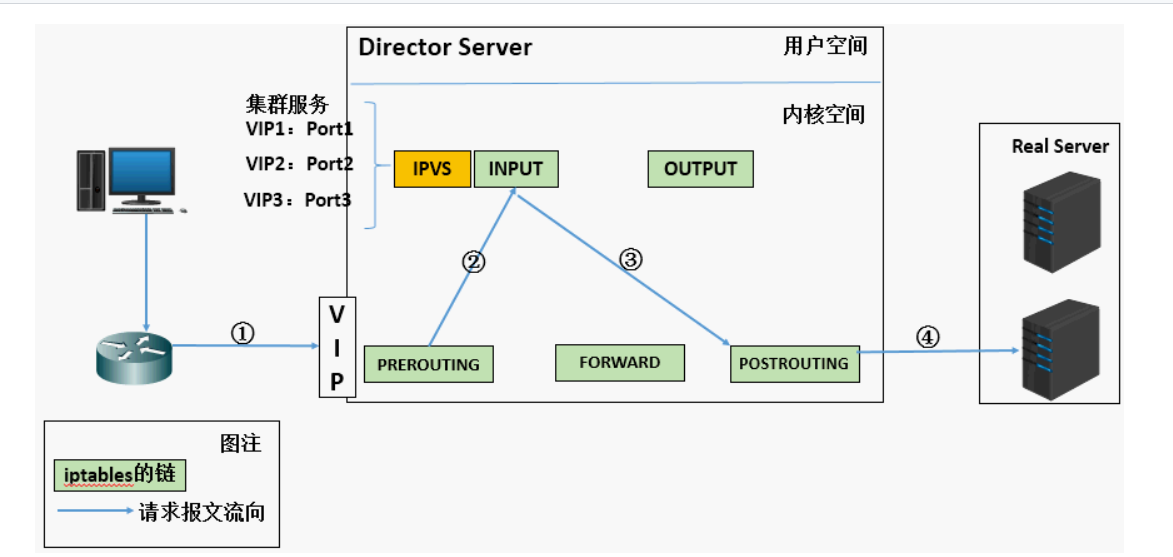 Director Server
用户空间
集群服务
VIP1：Port1
VIP2：Port2
VIP3：Port3
内核空间
IPVS
INPUT
OUTPUT
Real Server
②
③
①
VIP
④
PREROUTING
FORWARD
POSTROUTING
图注
iptables的链
请求报文流向